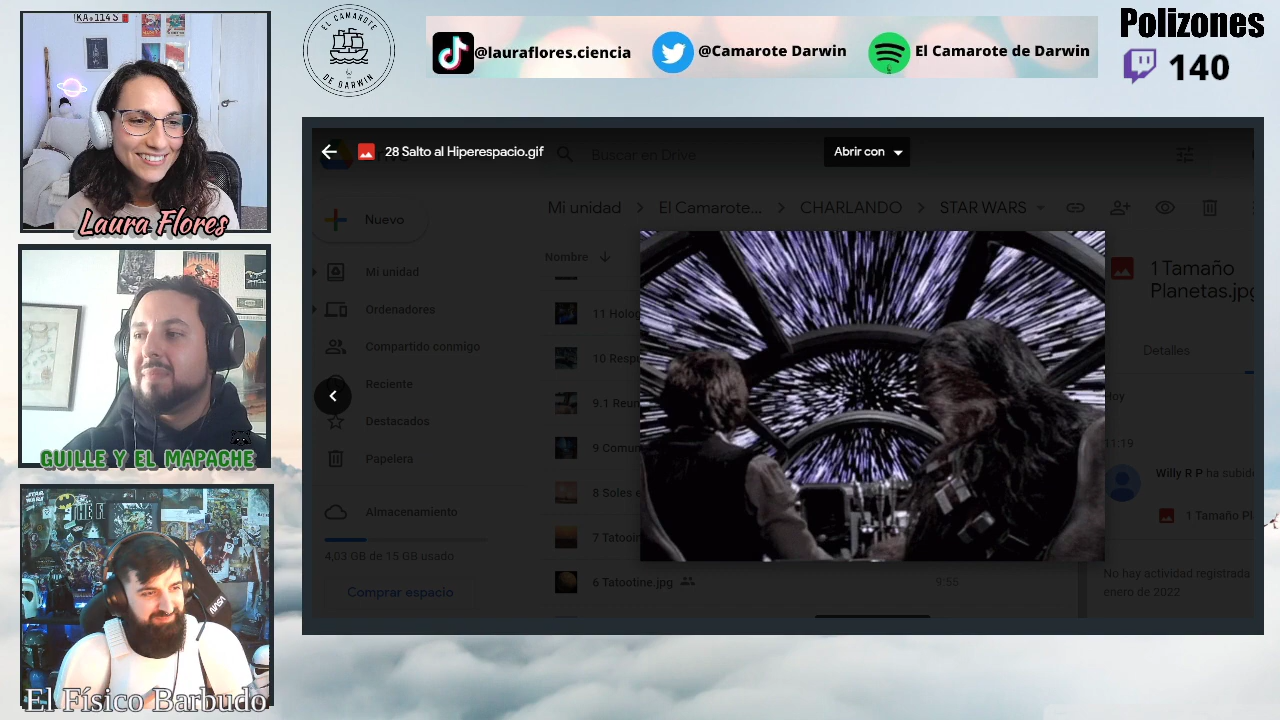 KA·114S
Laura Flores
GUILLE Y EL MAPACHE
STAR WARS
NASA
El Físico Barbudo
EL CAMAROTE
DE DARWIN
@lauraflores.ciencia
@Camarote Darwin
El Camarote de Darwin
Polizones
140
28 Salto al Hiperespacio.gif
Buscar en Drive
Abrir con
Nuevo
Mi unidad
El Camarote...
CHARLANDO
STAR WARS
Mi unidad
Ordenadores
Compartido conmigo
Reciente
Destacados
Papelera
Almacenamiento
4,03 GB de 15 GB usado
Comprar espacio
Nombre
11 Holo
10 Resp
9.1 Reu
9 Comu
8 Soles e
7 Tatooi
6 Tatootine.jpg
9:56
1 Tamaño
Planetas.jpg
Detalles
Hoy
11:19
Willy R P ha subido
1 Tamaño Pl
No hay actividad registrada
enero de 2022